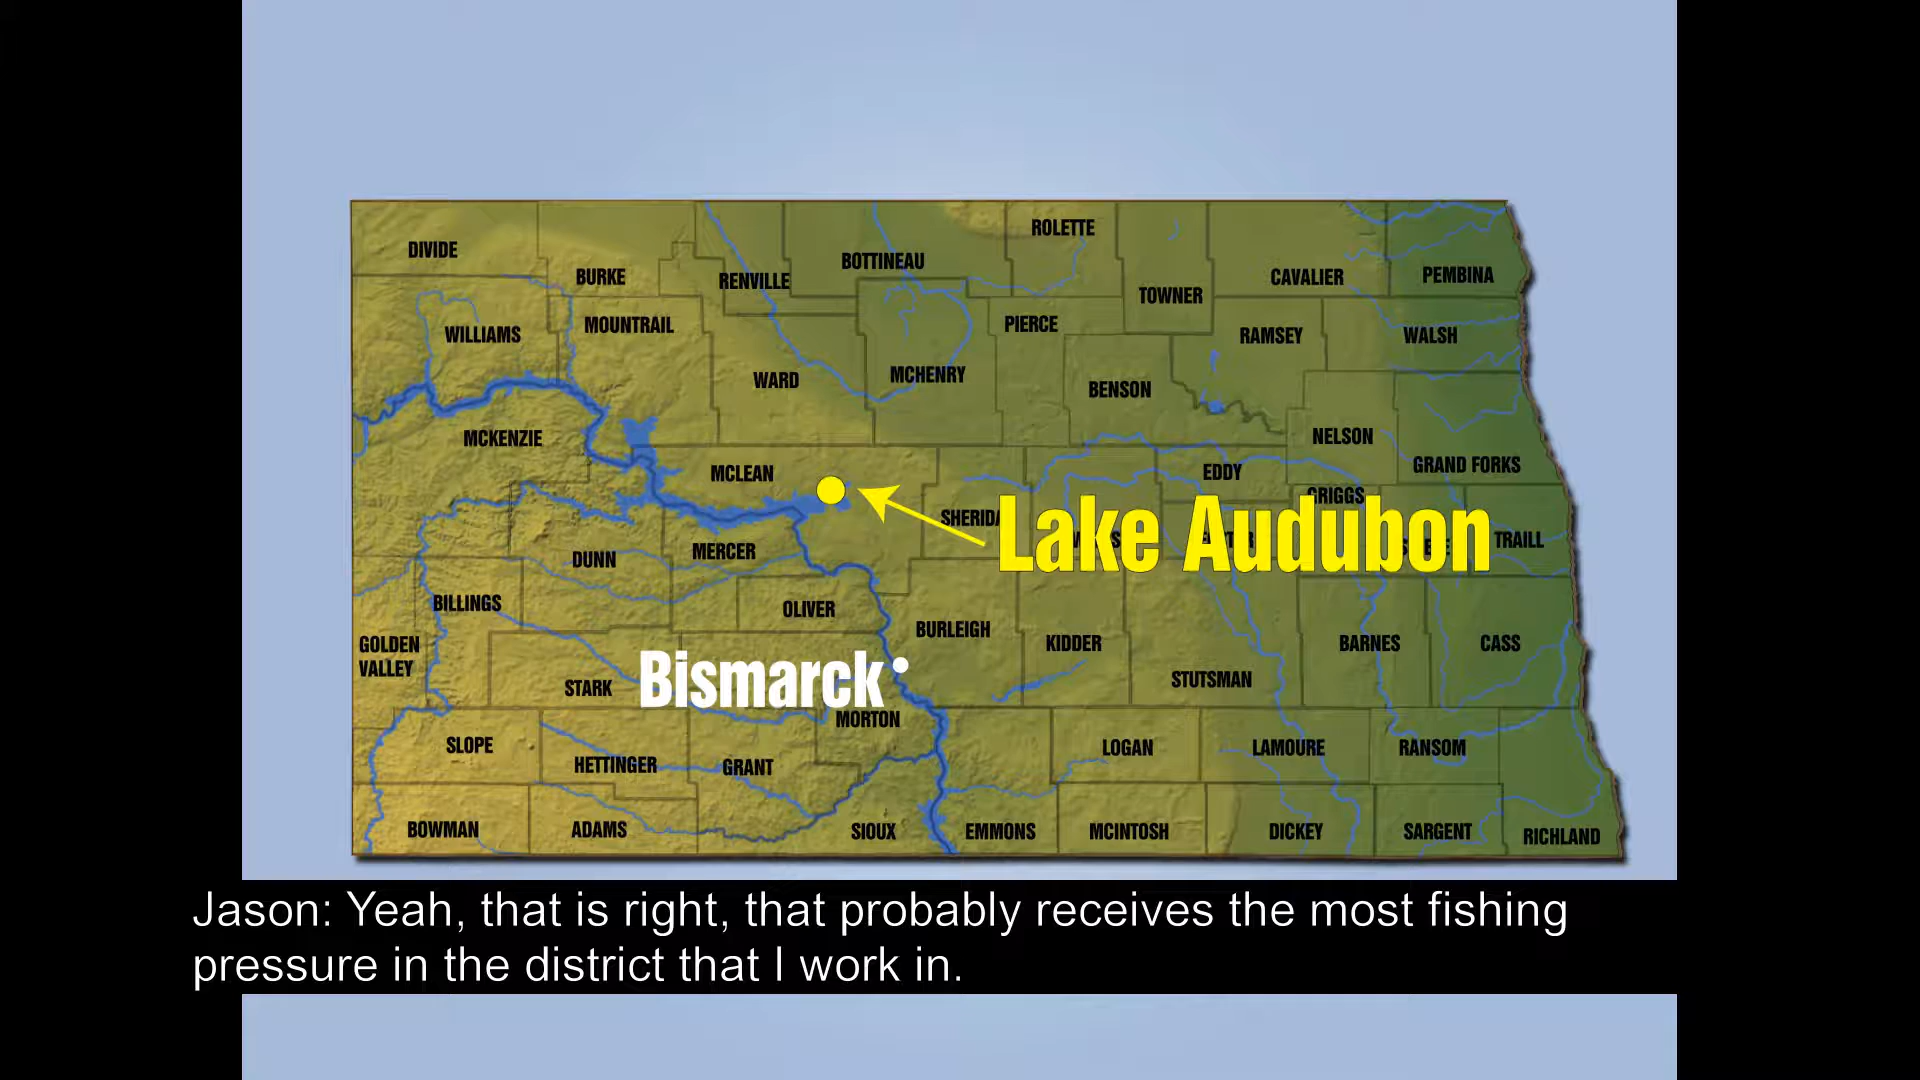 ROLETTE
DIVIDE
BOTTINEAU
BURKE
RENVILLE
CAVALIER
PEMBINA
TOWNER
WILLIAMS
MOUNTRAIL
PIERCE
RAMSEY
WALSH
WARD
MCHENRY
BENSON
MCKENZIE
NELSON
MCLEAN
EDDY
GRAND FORKS
GRIGGS
Lake Audubon
TRAILL
DUNN
MERCER
BILLINGS
OLIVER
BURLEIGH
KIDDER
BARNES
CASS
GOLDEN
VALLEY
STARK
Bismarck
STUTSMAN
MORTON
SLOPE
HETTINGER
GRANT
LOGAN
LAMOURE
RANSOM
BOWMAN
ADAMS
SIOUX
EMMONS
MCINTOSH
DICKEY
SARGENT
RICHLAND
Jason: Yeah, that is right, that probably receives the most fishing
pressure in the district that I work in.